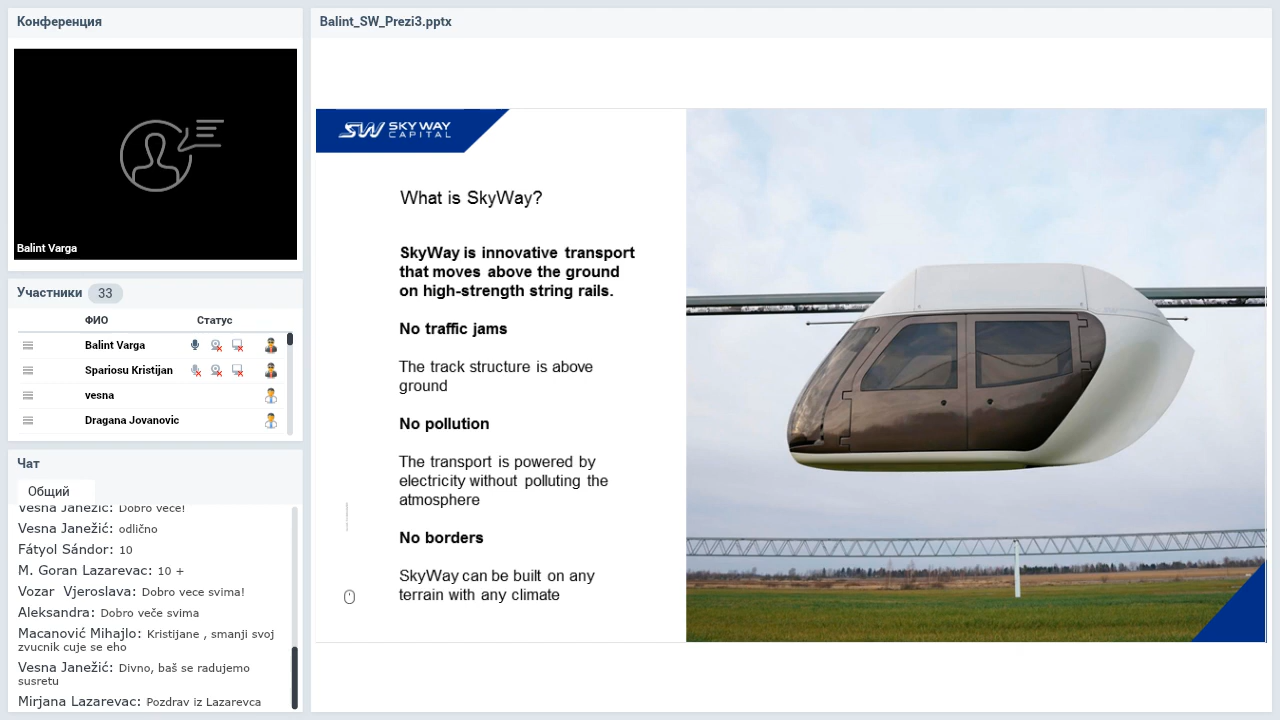 Конференция
Balint Varga
Участники 33
ФИО Статус
Balint Varga
Spariosu Kristijan
vesna
Dragana Jovanovic
Чат
Общий
Vesna Janežić: Dobro veče!
Vesna Janežić: odlično
Fátyol Sándor: 10
M. Goran Lazarevac: 10 +
Vozar Vjeroslava: Dobro vece svima!
Aleksandra: Dobro veče svima
Macanović Mihajlo: Kristijane , smanji svoj
zvucnik cuje se eho
Vesna Janežić: Divno, baš se radujemo
susretu
Mirjana Lazarevac: Pozdrav iz Lazarevca
Balint_SW_Prezi3.pptx
SW SKY WAY
CAPITAL
What is SkyWay?
SkyWay is innovative transport
that moves above the ground
on high-strength string rails.
No traffic jams
The track structure is above
ground
No pollution
The transport is powered by
electricity without polluting the
atmosphere
No borders
SkyWay can be built on any
terrain with any climate